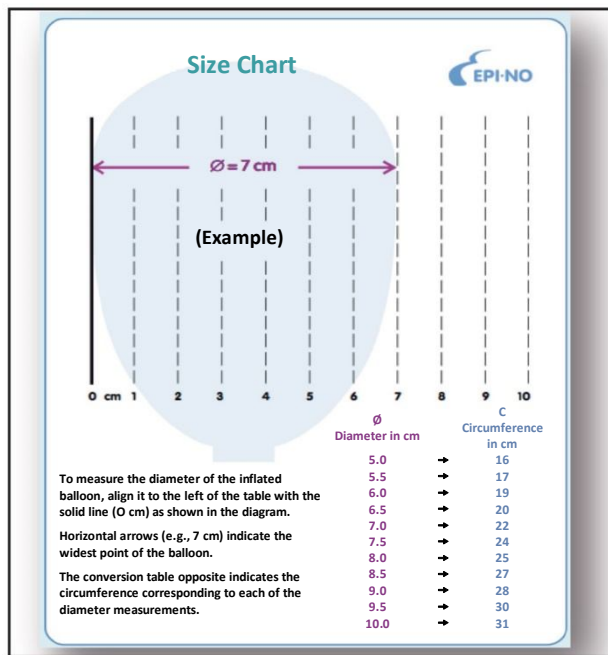 Size Chart
EPI·NO
Ø = 7 cm
(Example)
0 cm 1 2 3 4 5 6 7 8 9 10
Ø
Diameter in cm
C
Circumference
in cm
5.0 → 16
5.5 → 17
6.0 → 19
6.5 → 20
7.0 → 22
7.5 → 24
8.0 → 25
8.5 → 27
9.0 → 28
9.5 → 30
10.0 → 31
To measure the diameter of the inflated
balloon, align it to the left of the table with the
solid line (O cm) as shown in the diagram.
Horizontal arrows (e.g., 7 cm) indicate the
widest point of the balloon.
The conversion table opposite indicates the
circumference corresponding to each of the
diameter measurements.